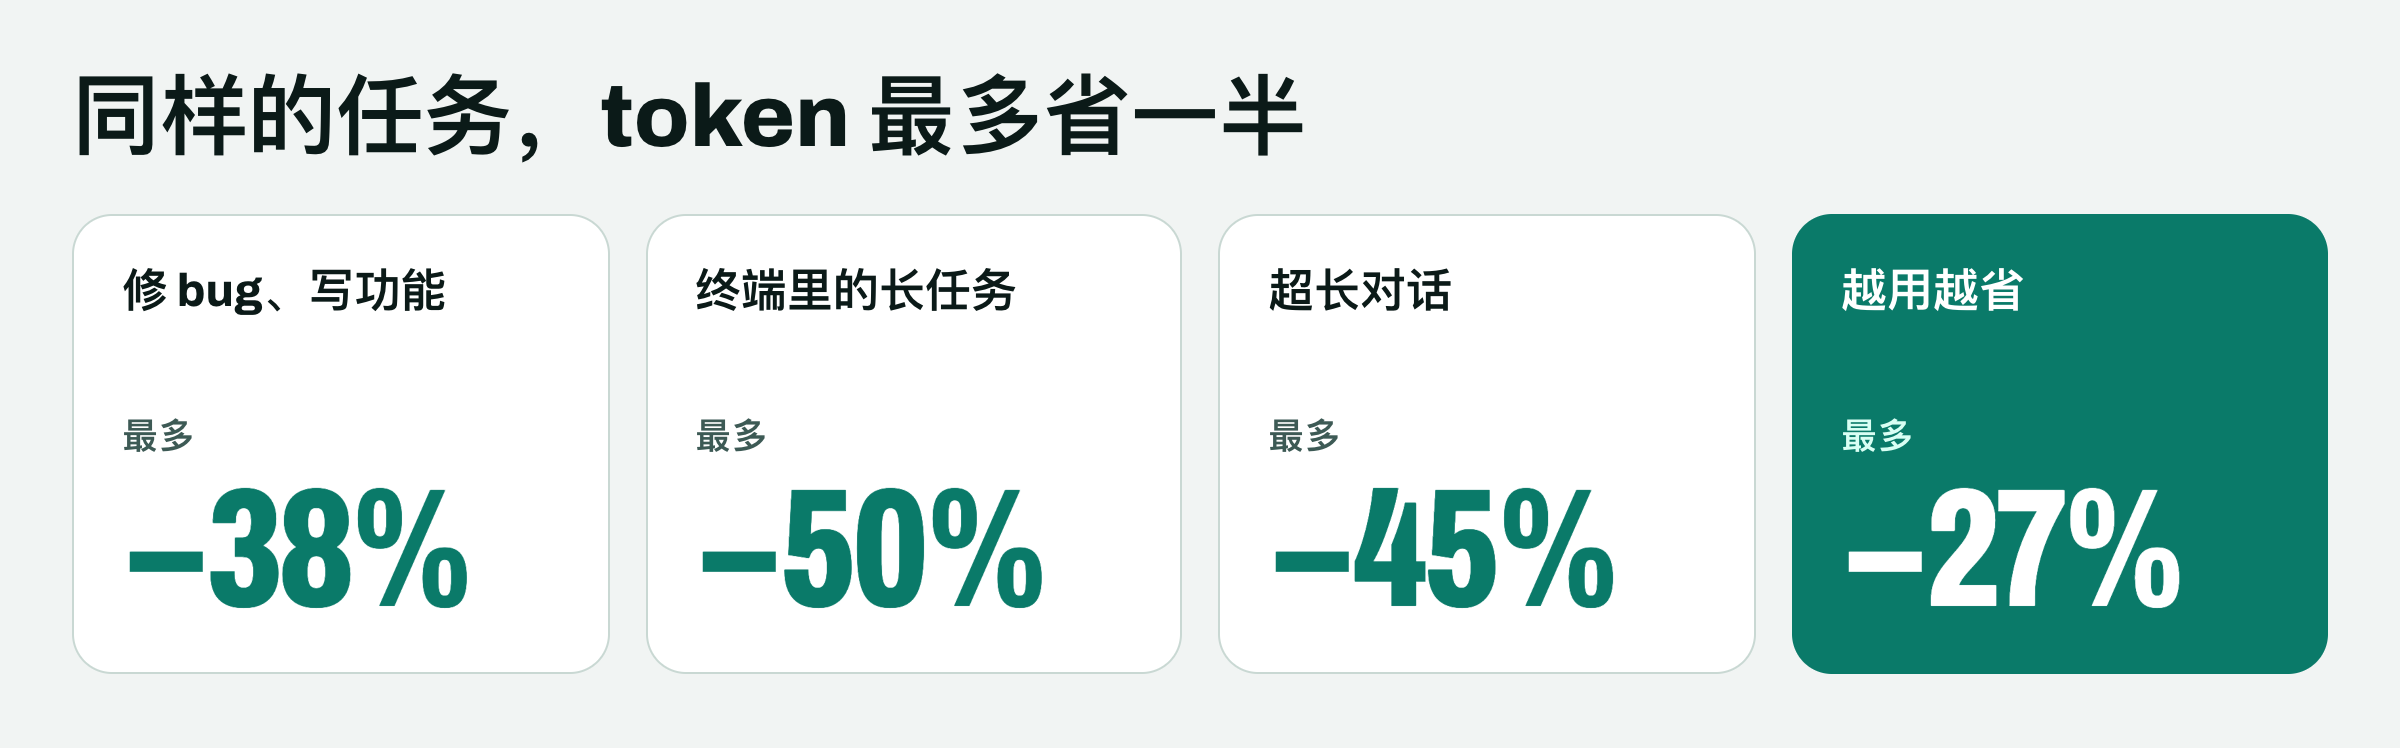 同样的任务，token 最多省一半
修 bug、写功能
最多
–38%
终端里的长任务
最多
–50%
超长对话
最多
–45%
越用越省
最多
–27%